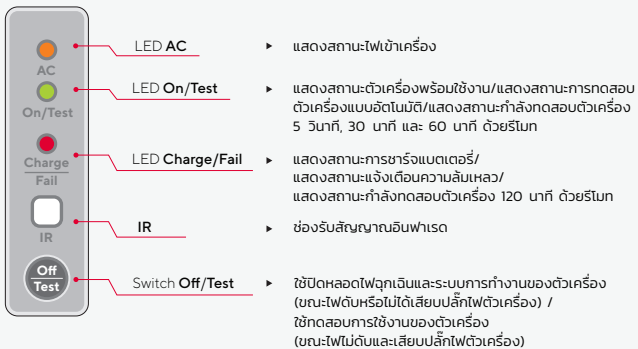 AC
On/Test
Charge
Fail
IR
Off
Test
LED AC
แสดงสถานะไฟเข้าเครื่อง
LED On/Test
แสดงสถานะตัวเครื่องพร้อมใช้งาน/แสดงสถานะการทดสอบ
ตัวเครื่องแบบอัตโนมัติ/แสดงสถานะกำลังทดสอบตัวเครื่อง
5 วินาที, 30 นาที และ 60 นาที ด้วยรีโมท
LED Charge/Fail
แสดงสถานะการชาร์จแบตเตอรี่/
แสดงสถานะแจ้งเตือนความล้มเหลว/
แสดงสถานะกำลังทดสอบตัวเครื่อง 120 นาที ด้วยรีโมท
IR
ช่องรับสัญญาณอินฟาเรด
Switch Off/Test
ใช้ปิดหลอดไฟฉุกเฉินและระบบการทำงานของตัวเครื่อง
(ขณะไฟดับหรือไม่ได้เสียบปลั๊กไฟตัวเครื่อง) /
ใช้ทดสอบการใช้งานของตัวเครื่อง
(ขณะไฟไม่ดับและเสียบปลั๊กไฟตัวเครื่อง)